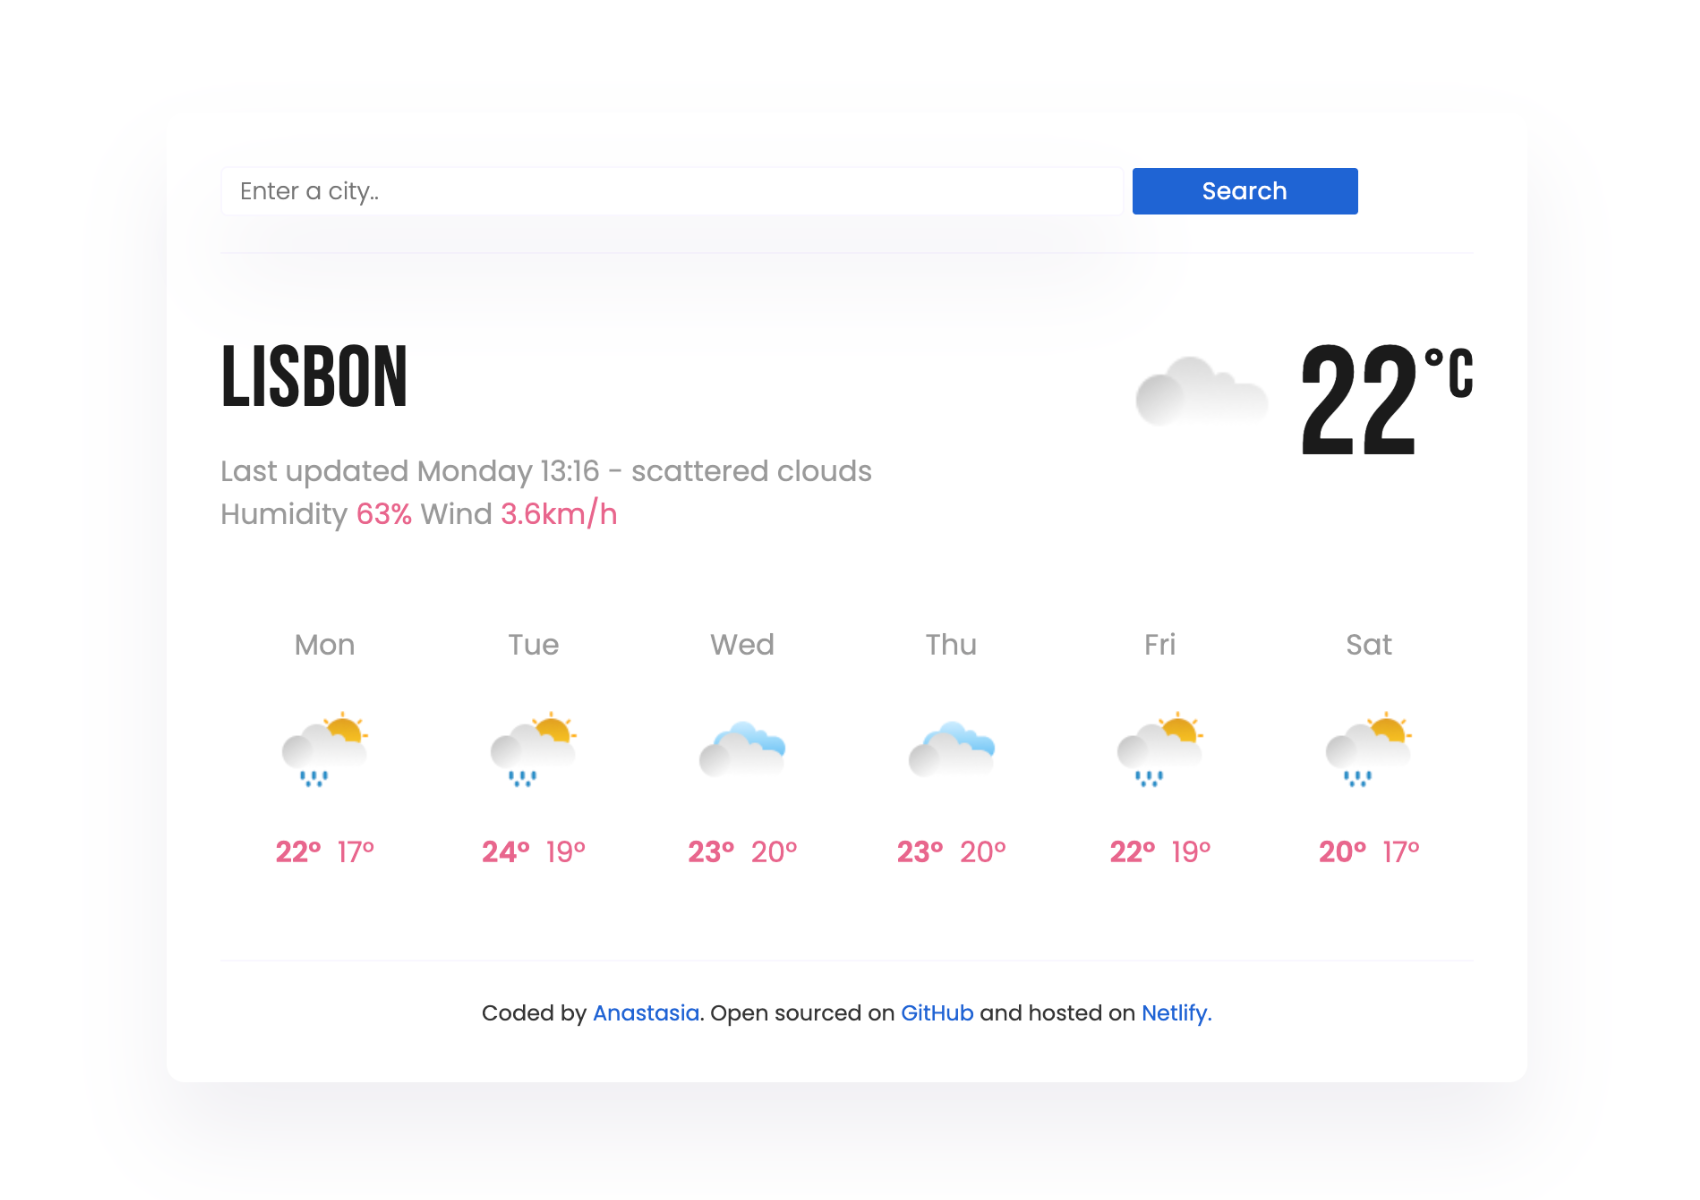 Enter a city..
Search
LISBON
22°C
Last updated Monday 13:16 - scattered clouds
Humidity 63% Wind 3.6km/h
Mon Tue Wed Thu Fri Sat
22° 17° 24° 19° 23° 20° 23° 20° 22° 19° 20° 17°
Coded by Anastasia. Open sourced on GitHub and hosted on Netlify.